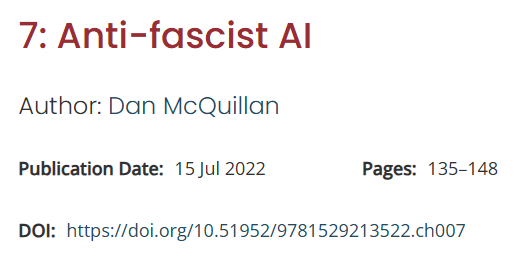 7: Anti-fascist AI
Author: Dan McQuillan
Publication Date: 15 Jul 2022 Pages: 135–148
DOI: https://doi.org/10.51952/9781529213522.ch007